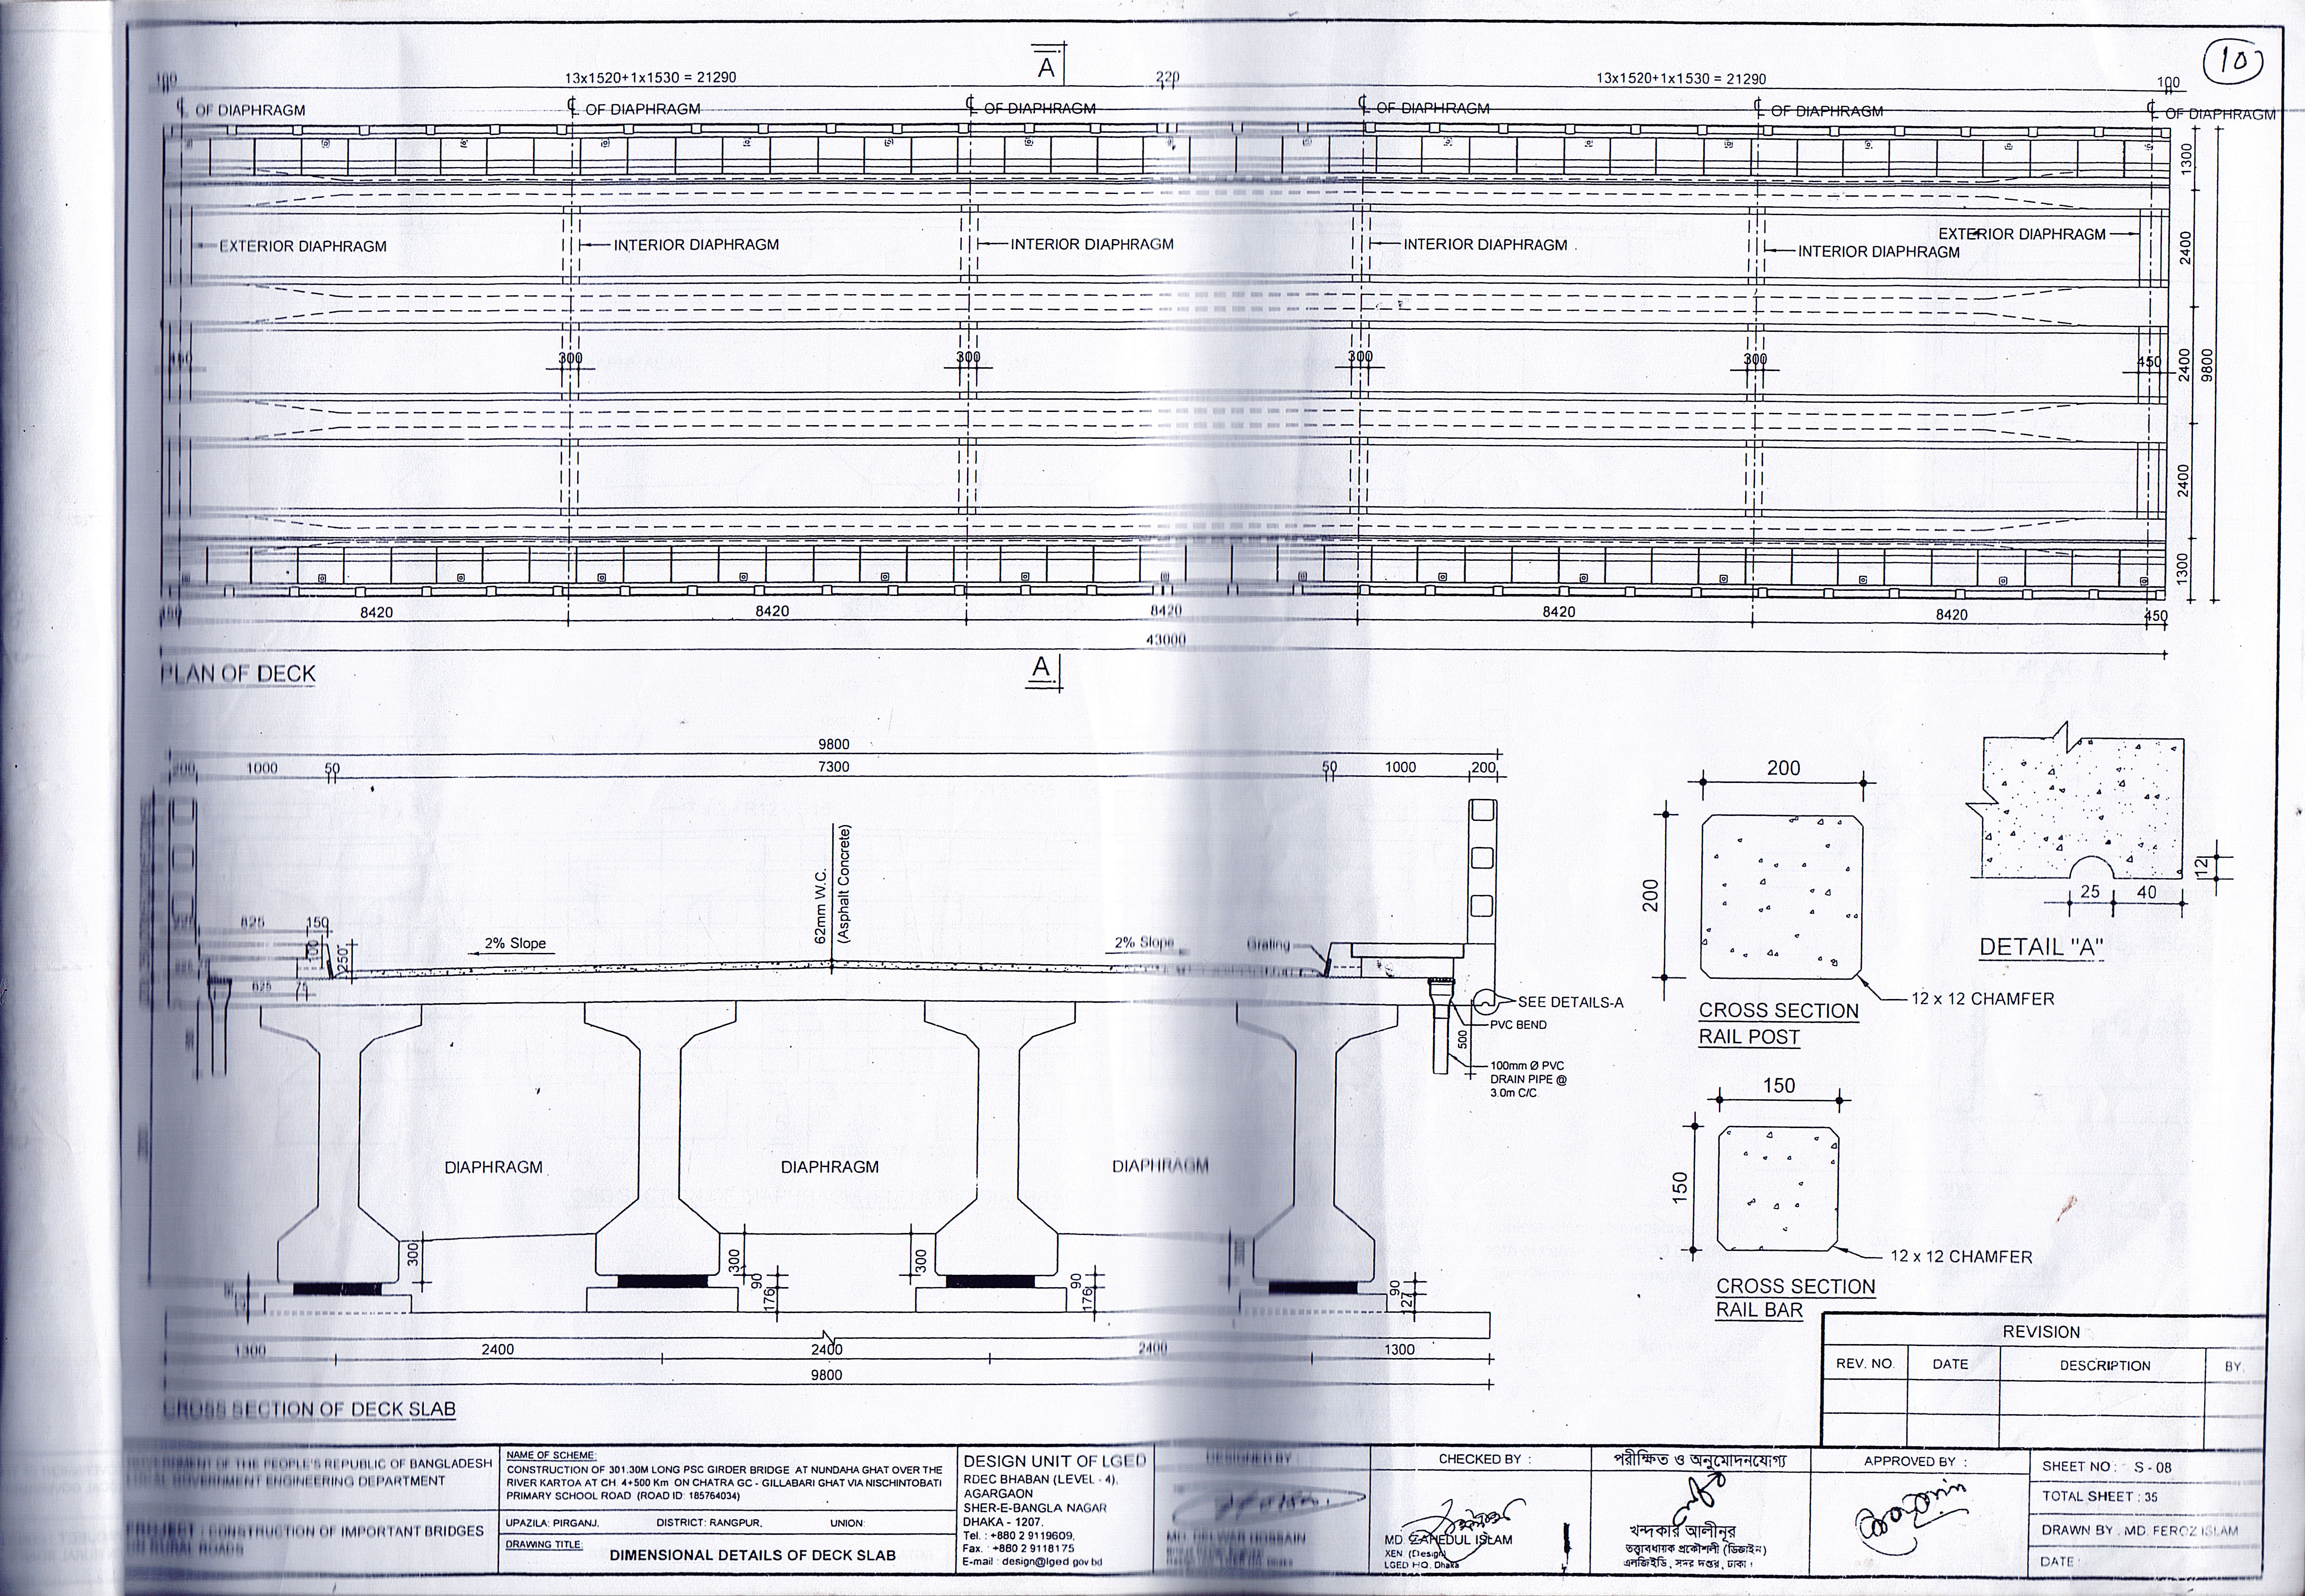 10
A
100
13x1520+1x1530 = 21290
220
13x1520+1x1530 = 21290
100
℄ OF DIAPHRAGM
℄ OF DIAPHRAGM
℄ OF DIAPHRAGM
℄ OF DIAPHRAGM
℄ OF DIAPHRAGM
℄ OF DIAPHRAGM
EXTERIOR DIAPHRAGM
INTERIOR DIAPHRAGM
INTERIOR DIAPHRAGM
INTERIOR DIAPHRAGM
INTERIOR DIAPHRAGM
EXTERIOR DIAPHRAGM
1300
2400
2400
2400
1300
9800
450
300
300
300
300
450
450
8420
8420
8420
8420
8420
450
43000
PLAN OF DECK
A
9800
200
1000
50
7300
50
1000
200
825
150
100
250
825
75
2% Slope
62mm W.C.
(Asphalt Concrete)
2% Slope
Grating
SEE DETAILS-A
PVC BEND
500
100mm Ø PVC
DRAIN PIPE @
3.0m C/C
DIAPHRAGM
DIAPHRAGM
DIAPHRAGM
300
300
90
176
300
90
176
90
127
1300
2400
2400
2400
1300
9800
CROSS SECTION OF DECK SLAB
200
200
12 x 12 CHAMFER
CROSS SECTION
RAIL POST
12
25
40
DETAIL "A"
150
150
12 x 12 CHAMFER
CROSS SECTION
RAIL BAR
REVISION
REV. NO.
DATE
DESCRIPTION
BY.
GOVERNMENT OF THE PEOPLE'S REPUBLIC OF BANGLADESH
LOCAL GOVERNMENT ENGINEERING DEPARTMENT
PROJECT : CONSTRUCTION OF IMPORTANT BRIDGES
ON RURAL ROADS
NAME OF SCHEME:
CONSTRUCTION OF 301.30M LONG PSC GIRDER BRIDGE AT NUNDAHA GHAT OVER THE
RIVER KARTOA AT CH. 4+500 Km ON CHATRA GC - GILLABARI GHAT VIA NISCHINTOBATI
PRIMARY SCHOOL ROAD (ROAD ID: 185764034)
UPAZILA: PIRGANJ, DISTRICT: RANGPUR, UNION:
DRAWING TITLE:
DIMENSIONAL DETAILS OF DECK SLAB
DESIGN UNIT OF LGED
RDEC BHABAN (LEVEL - 4),
AGARGAON
SHER-E-BANGLA NAGAR
DHAKA - 1207.
Tel. : +880 2 9119609,
Fax. : +880 2 9118175
E-mail : design@lged.gov.bd
DESIGNED BY
MD. DELWAR HOSSAIN
CHECKED BY :
MD. ZAHEDUL ISLAM
XEN (Design)
LGED HQ, Dhaka
পরীক্ষিত ও অনুমোদনযোগ্য
খন্দকার আলীনূর
তত্ত্বাবধায়ক প্রকৌশলী (ডিজাইন)
এলজিইডি, সদর দপ্তর, ঢাকা।
APPROVED BY :
SHEET NO : S - 08
TOTAL SHEET : 35
DRAWN BY : MD. FEROZ ISLAM
DATE :